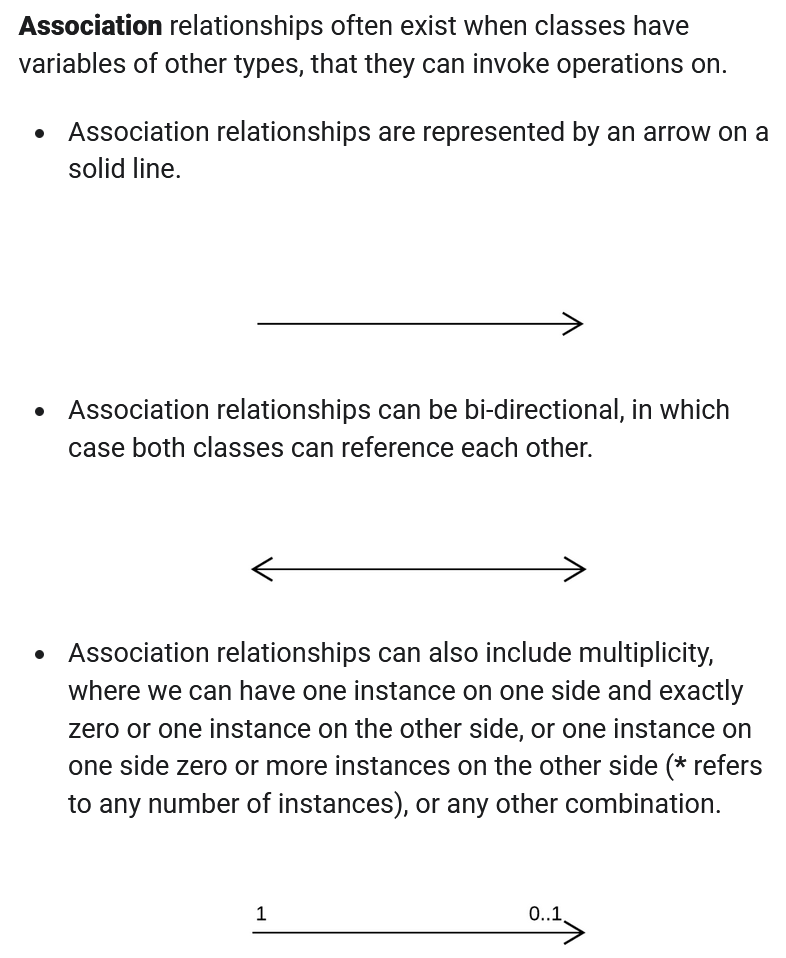 Association relationships often exist when classes have
variables of other types, that they can invoke operations on.
• Association relationships are represented by an arrow on a
solid line.
• Association relationships can be bi-directional, in which
case both classes can reference each other.
• Association relationships can also include multiplicity,
where we can have one instance on one side and exactly
zero or one instance on the other side, or one instance on
one side zero or more instances on the other side (* refers
to any number of instances), or any other combination.
1 0..1